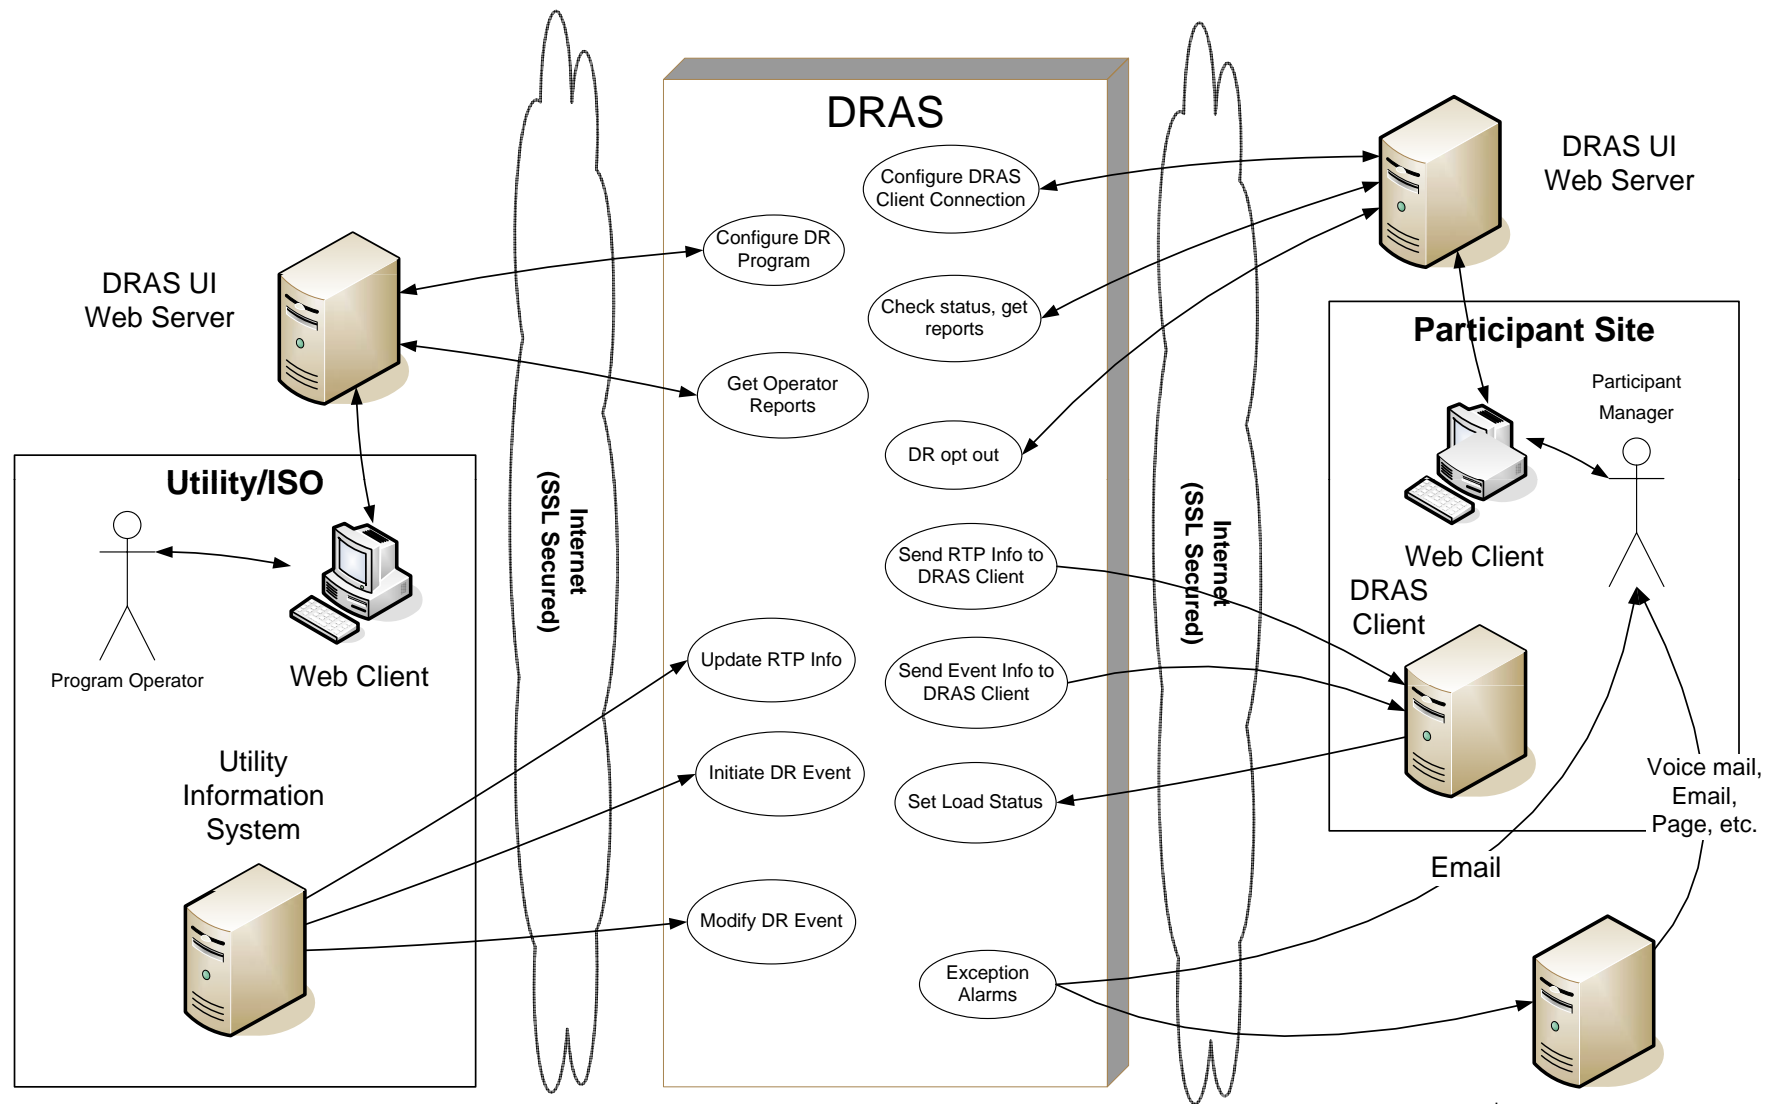 DRAS
DRAS UI
Web Server
Configure DR
Program
Get Operator
Reports
Utility/ISO
Program Operator
Web Client
Utility
Information
System
Internet
(SSL Secured)
Update RTP Info
Initiate DR Event
Modify DR Event
Configure DRAS
Client Connection
Check status, get
reports
DR opt out
Send RTP Info to
DRAS Client
Send Event Info to
DRAS Client
Set Load Status
Exception
Alarms
Internet
(SSL Secured)
DRAS UI
Web Server
Participant Site
Participant
Manager
Web Client
DRAS
Client
Voice mail,
Email,
Page, etc.
Email